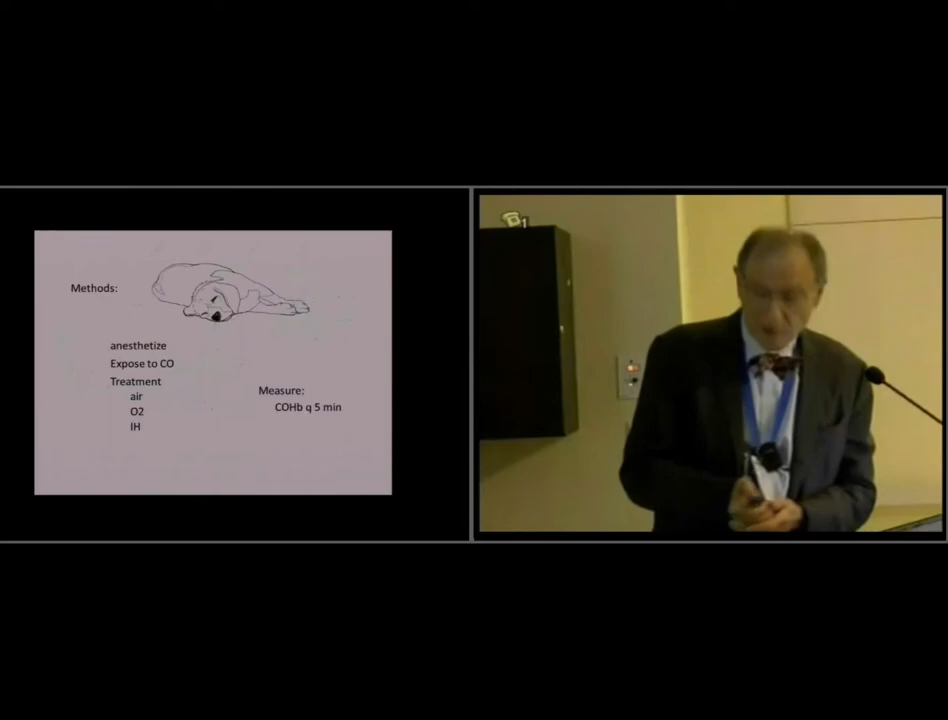 Methods:
anesthetize
Expose to CO
Treatment
air
O2
IH
Measure:
COHb q 5 min